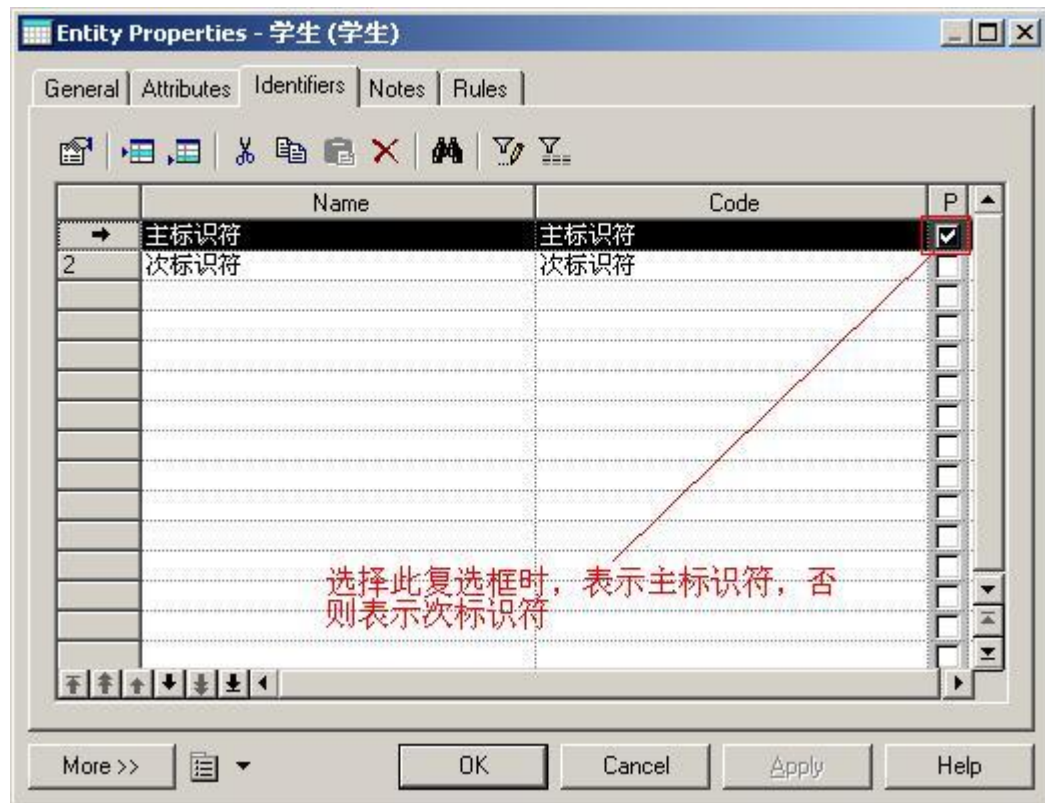 Entity Properties - 学生 (学生)
General Attributes Identifiers Notes Rules
Name Code P
主标识符 主标识符
2 次标识符 次标识符
选择此复选框时，表示主标识符，否
则表示次标识符
More >> OK Cancel Apply Help